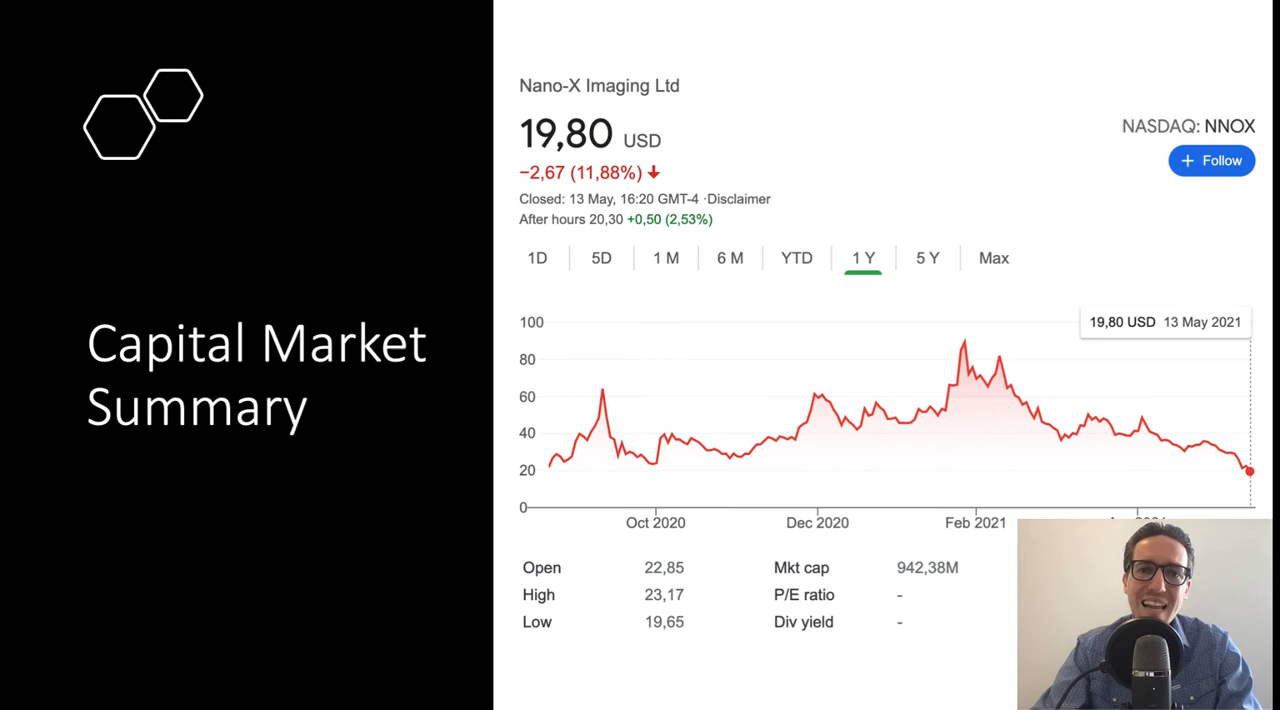 Capital Market
Summary
Nano-X Imaging Ltd
19,80 USD
−2,67 (11,88%)
Closed: 13 May, 16:20 GMT-4 ·Disclaimer
After hours 20,30 +0,50 (2,53%)
NASDAQ: NNOX
+ Follow
1D 5D 1 M 6 M YTD 1 Y 5 Y Max
19,80 USD 13 May 2021
100
80
60
40
20
0
Oct 2020 Dec 2020 Feb 2021
Open 22,85 Mkt cap 942,38M
High 23,17 P/E ratio -
Low 19,65 Div yield -